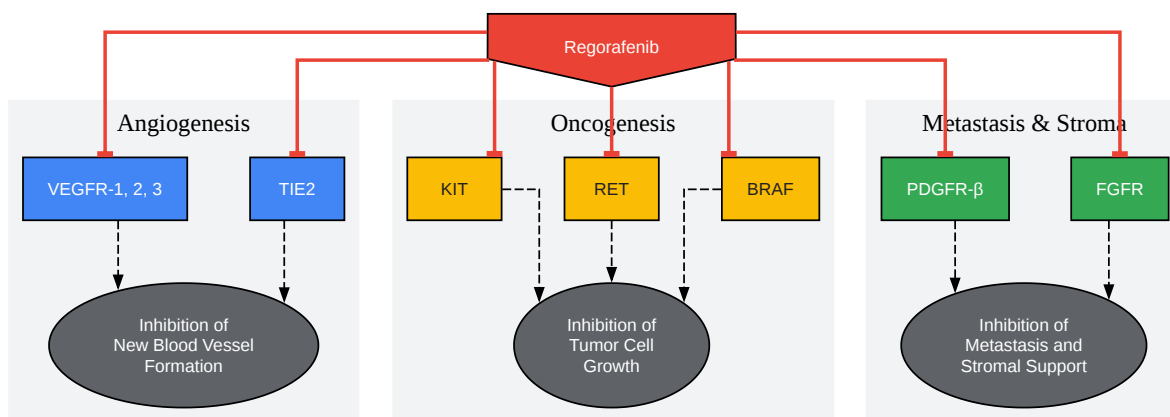 Regorafenib
Angiogenesis
Oncogenesis
Metastasis & Stroma
VEGFR-1, 2, 3
TIE2
KIT
RET
BRAF
PDGFR-β
FGFR
Inhibition of
New Blood Vessel
Formation
Inhibition of
Tumor Cell
Growth
Inhibition of
Metastasis and
Stromal Support